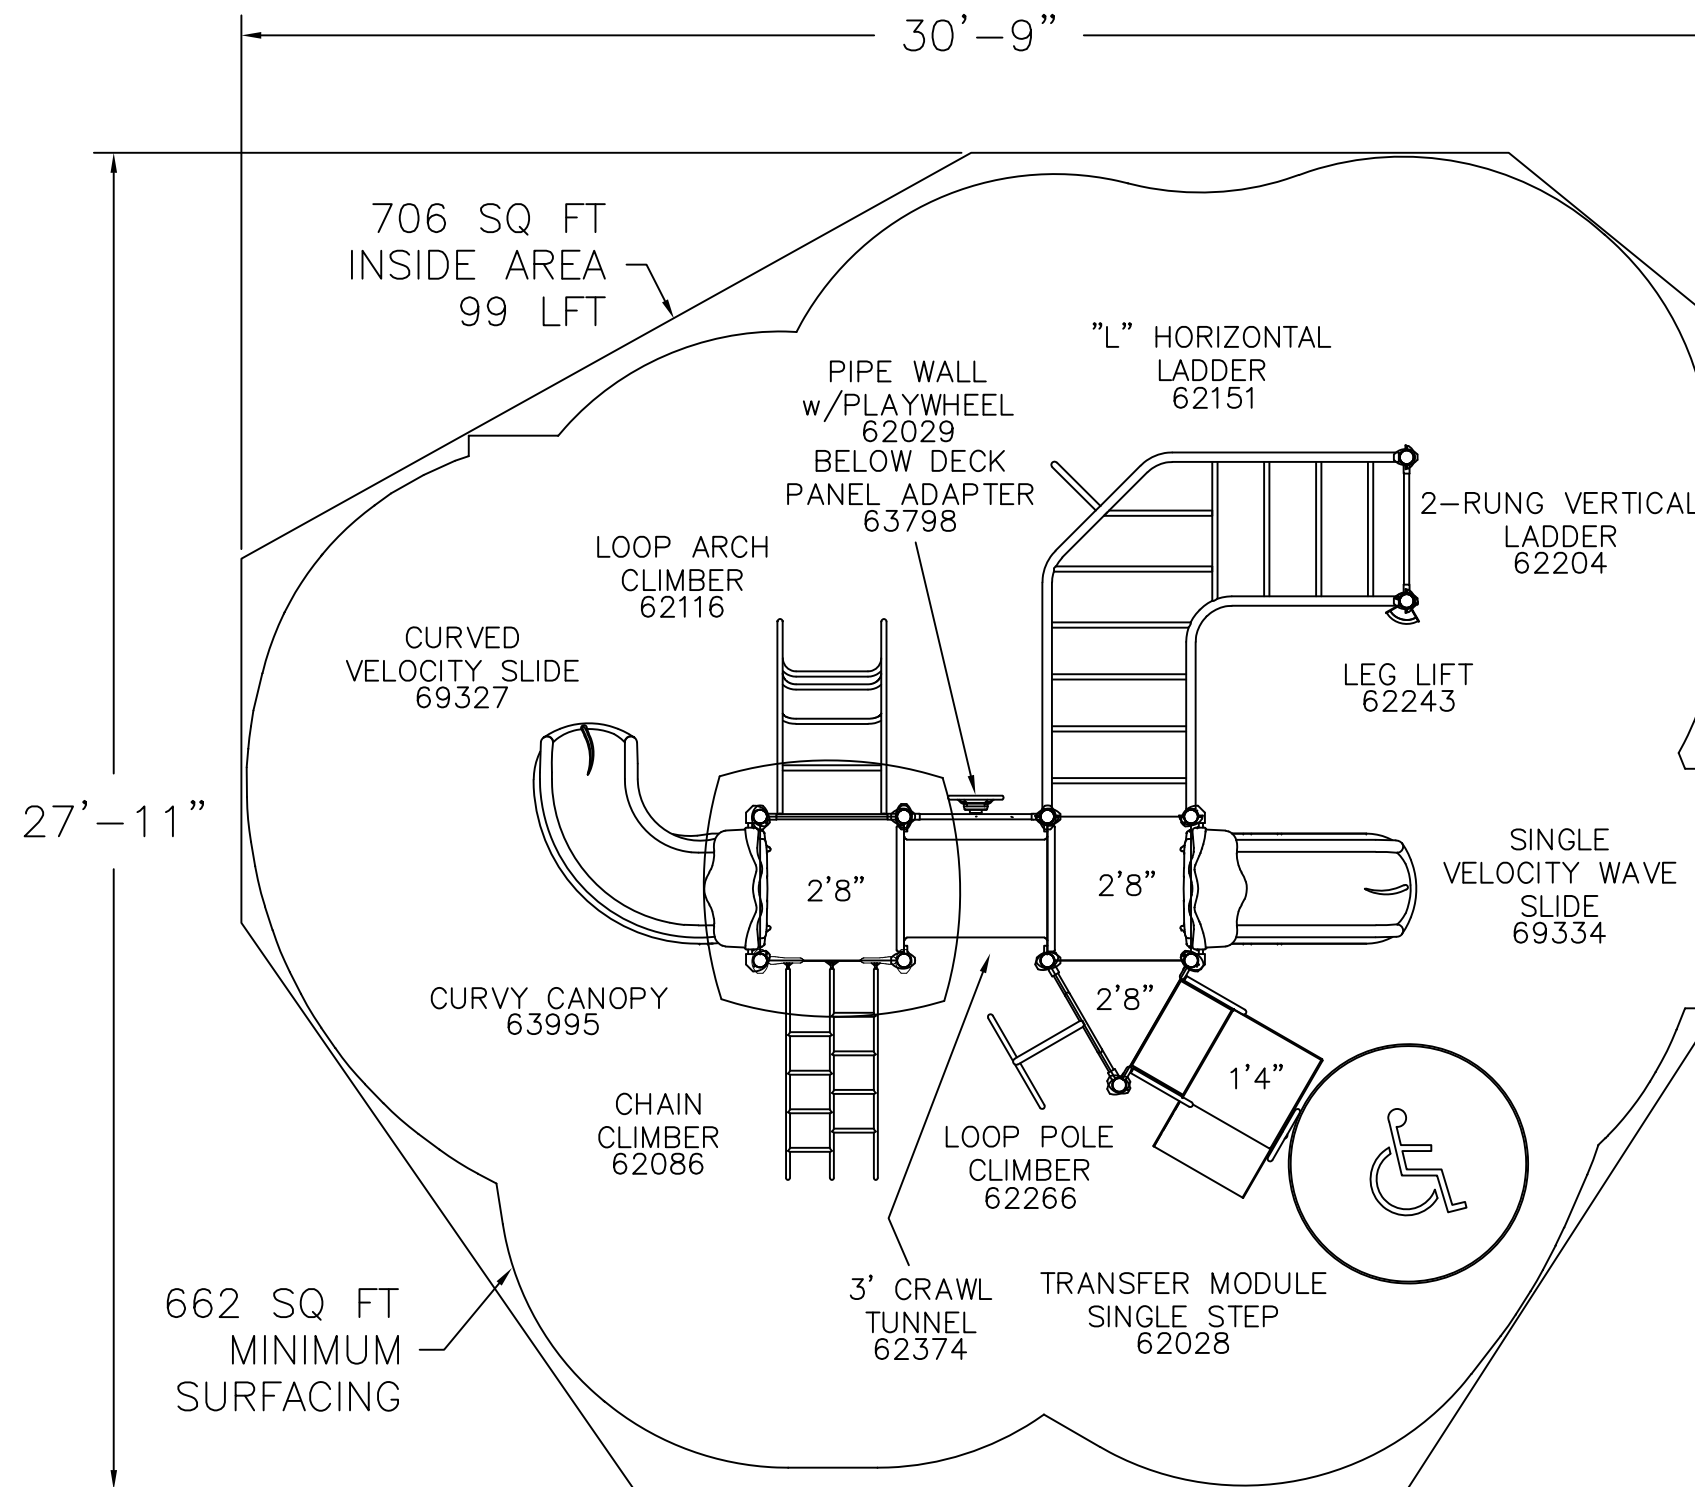 30'-9"
706 SQ FT
INSIDE AREA
99 LFT
"L" HORIZONTAL
LADDER
62151
PIPE WALL
w/PLAYWHEEL
62029
BELOW DECK
PANEL ADAPTER
63798
2-RUNG VERTICAL
LADDER
62204
LOOP ARCH
CLIMBER
62116
CURVED
VELOCITY SLIDE
69327
LEG LIFT
62243
27'-11"
SINGLE
VELOCITY WAVE
SLIDE
69334
2'8"
2'8"
2'8"
1'4"
CURVY CANOPY
63995
CHAIN
CLIMBER
62086
LOOP POLE
CLIMBER
62266
3' CRAWL
TUNNEL
62374
TRANSFER MODULE
SINGLE STEP
62028
662 SQ FT
MINIMUM
SURFACING